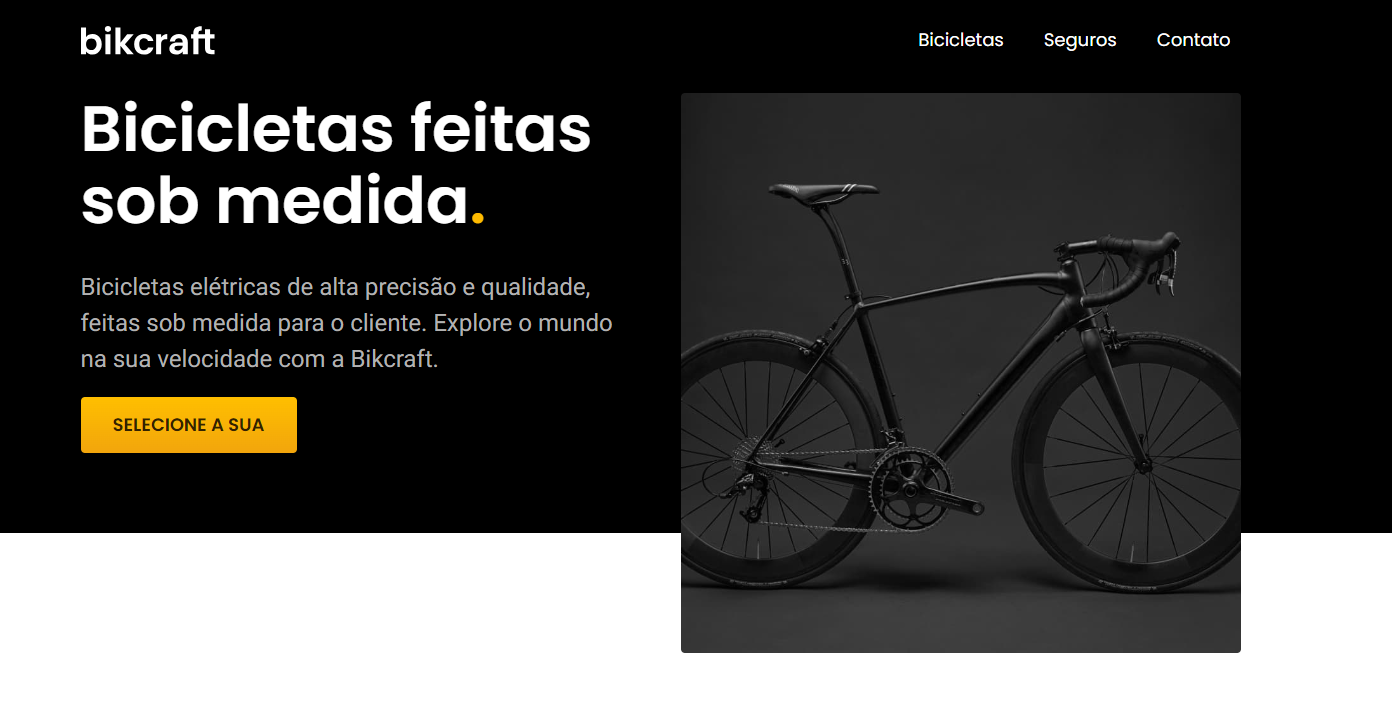 bikcraft
Bicicletas Seguros Contato
Bicicletas feitas
sob medida.
Bicicletas elétricas de alta precisão e qualidade,
feitas sob medida para o cliente. Explore o mundo
na sua velocidade com a Bikcraft.
SELECIONE A SUA